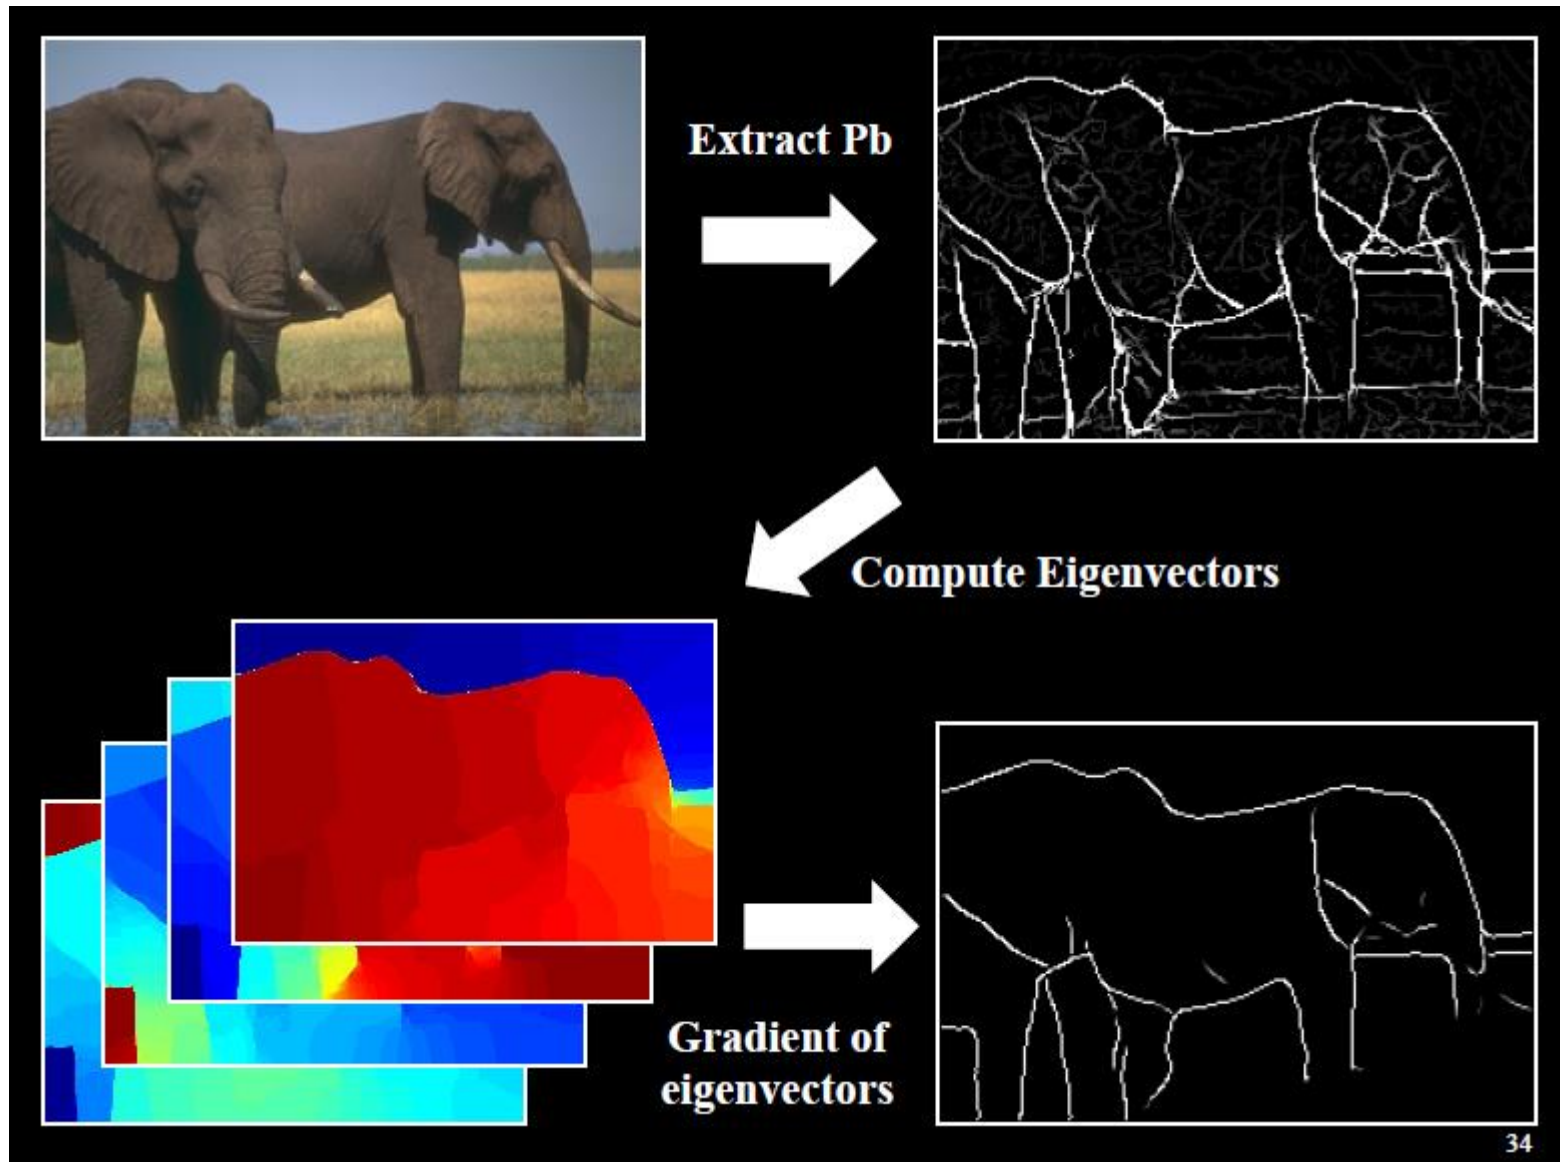 Extract Pb
Compute Eigenvectors
Gradient of
eigenvectors
34